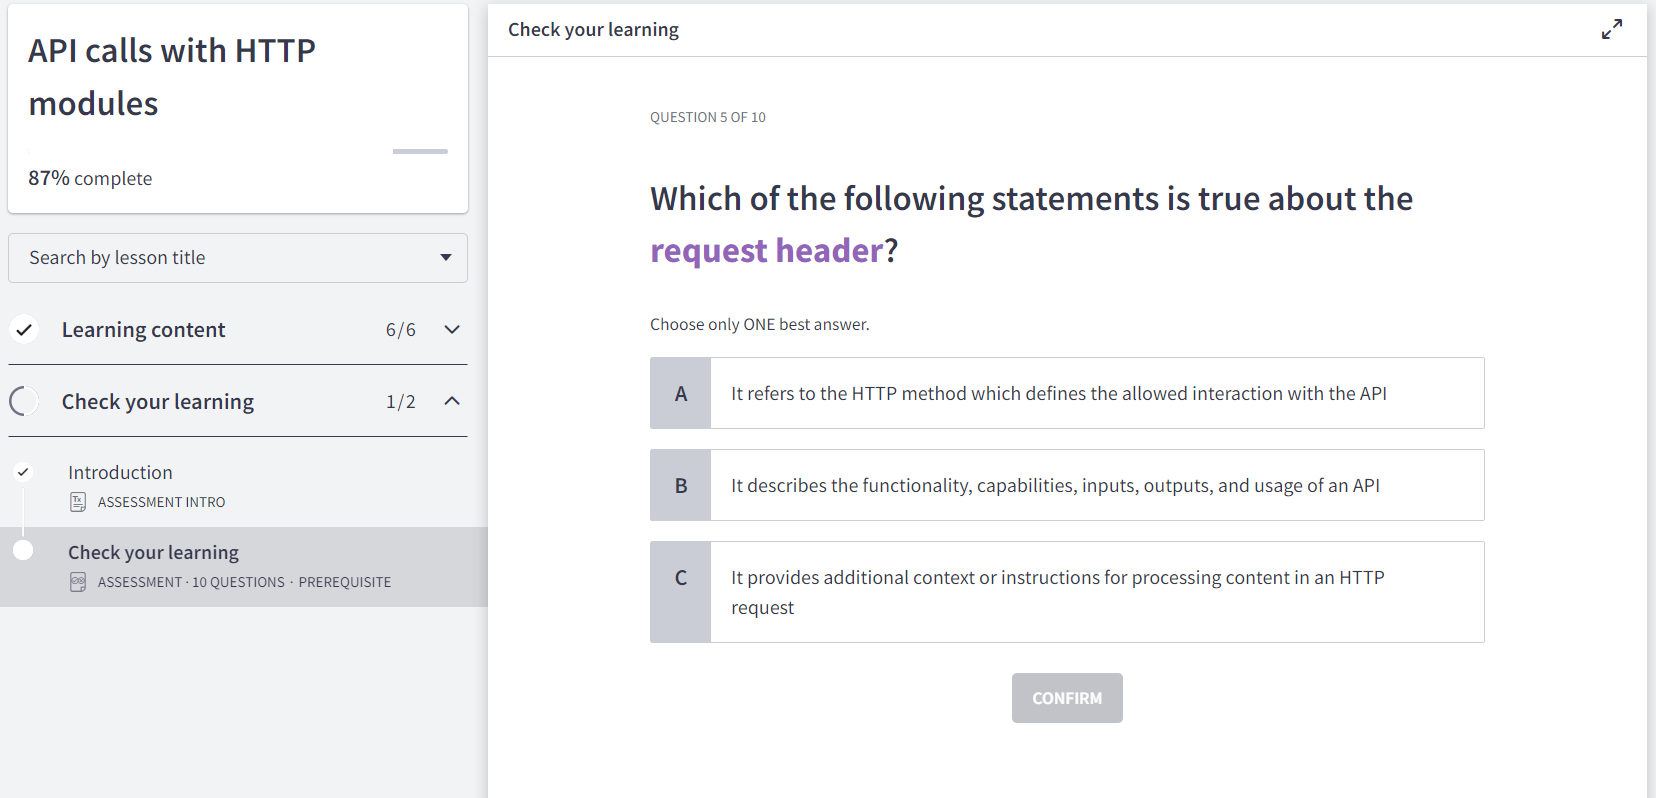 API calls with HTTP
modules
87% complete
Search by lesson title
Learning content 6/6
Check your learning 1/2
Introduction
ASSESSMENT INTRO
Check your learning
ASSESSMENT · 10 QUESTIONS · PREREQUISITE
Check your learning
QUESTION 5 OF 10
Which of the following statements is true about the
request header?
Choose only ONE best answer.
A It refers to the HTTP method which defines the allowed interaction with the API
B It describes the functionality, capabilities, inputs, outputs, and usage of an API
C It provides additional context or instructions for processing content in an HTTP
request
CONFIRM